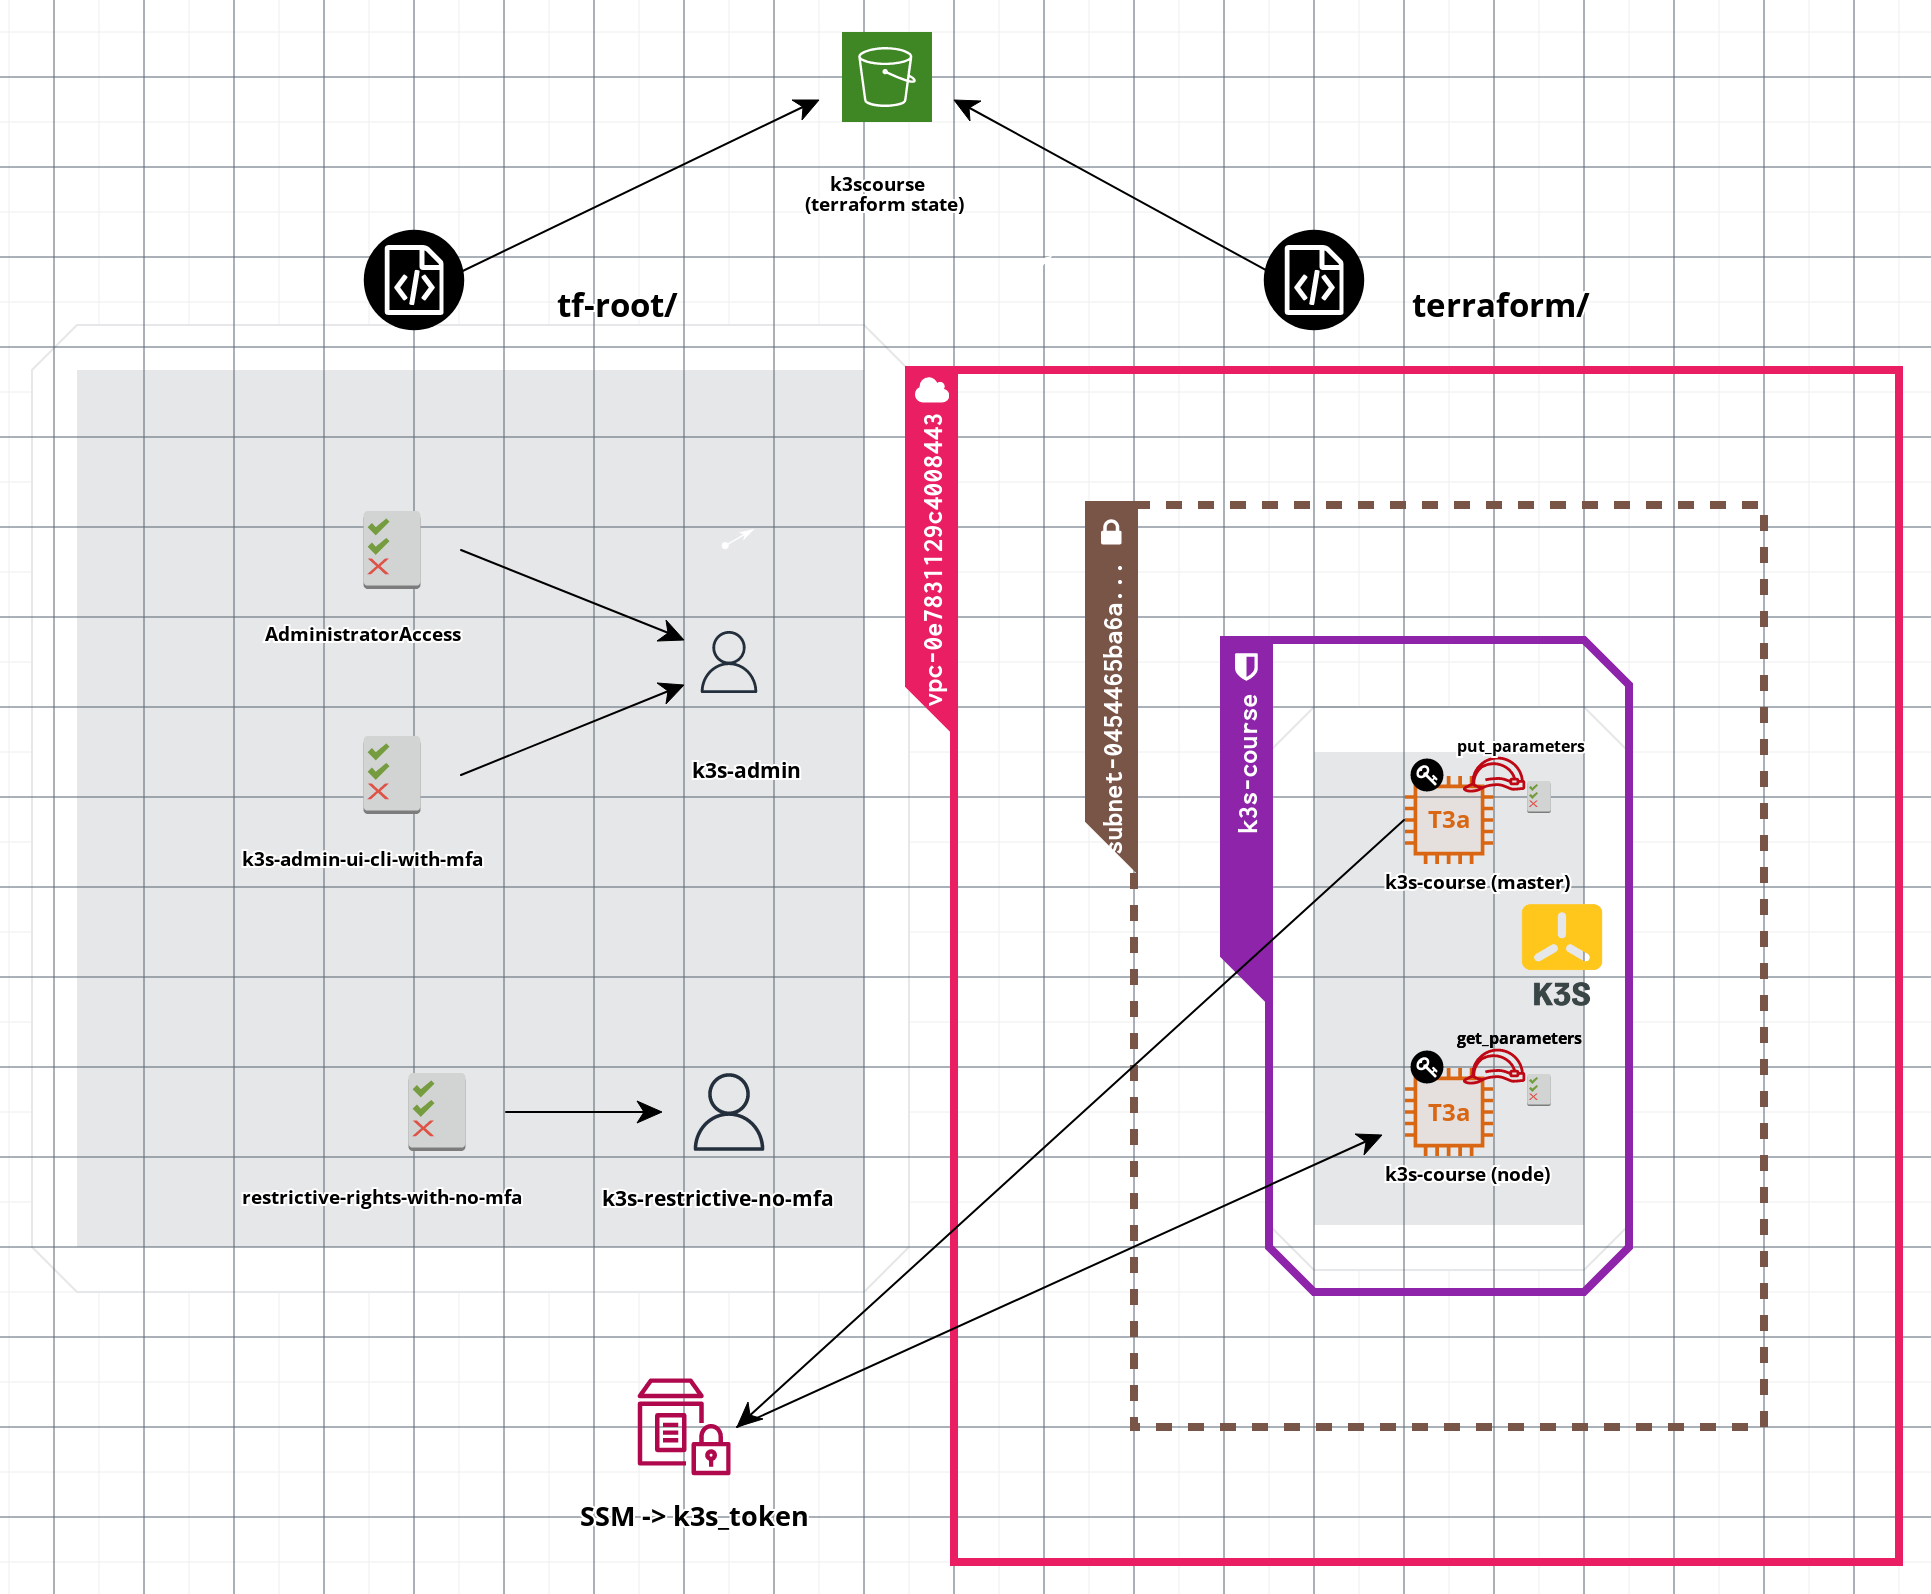 k3scourse
(terraform state)
tf-root/
terraform/
vpc-0e7831129c4008443
subnet-0454465ba6a...
k3s-course
AdministratorAccess
k3s-admin
k3s-admin-ui-cli-with-mfa
put_parameters
T3a
k3s-course (master)
K3S
get_parameters
T3a
k3s-course (node)
restrictive-rights-with-no-mfa
k3s-restrictive-no-mfa
SSM -> k3s_token